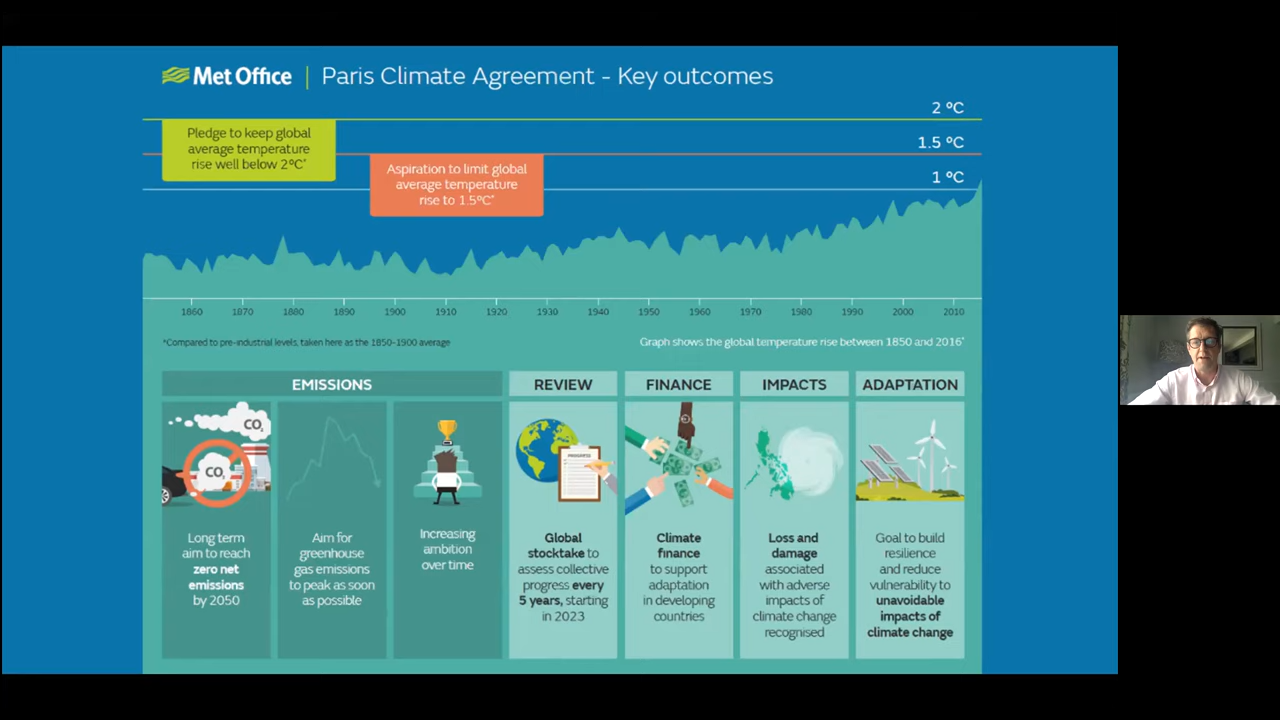 Met Office | Paris Climate Agreement - Key outcomes
2 °C
Pledge to keep global
average temperature
rise well below 2°C*
1.5 °C
Aspiration to limit global
average temperature
rise to 1.5°C*
1 °C
1860 1870 1880 1890 1900 1910 1920 1930 1940 1950 1960 1970 1980 1990 2000 2010
*Compared to pre-industrial levels, taken here as the 1850-1900 average
Graph shows the global temperature rise between 1850 and 2016*
EMISSIONS
CO₂
CO₂
Long term
aim to reach
zero net
emissions
by 2050
Aim for
greenhouse
gas emissions
to peak as soon
as possible
Increasing
ambition
over time
REVIEW
PROGRESS
Global
stocktake to
assess collective
progress every
5 years, starting
in 2023
FINANCE
Climate
finance
to support
adaptation
in developing
countries
IMPACTS
Loss and
damage
associated
with adverse
impacts of
climate change
recognised
ADAPTATION
Goal to build
resilience
and reduce
vulnerability to
unavoidable
impacts of
climate change